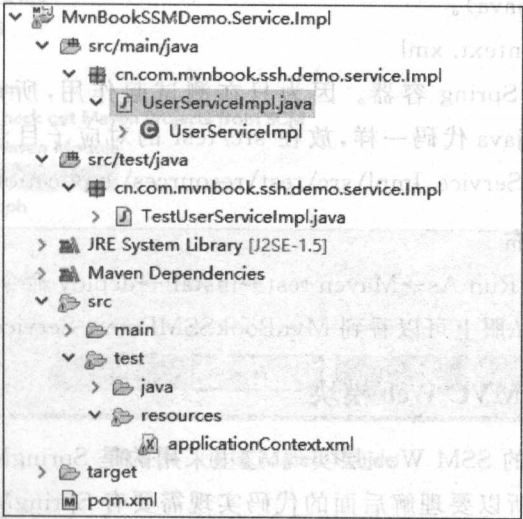 MvnBookSSMDemo.Service.Impl
src/main/java
cn.com.mvnbook.ssh.demo.service.Impl
UserServiceImpl.java
UserServiceImpl
src/test/java
cn.com.mvnbook.ssh.demo.service.Impl
TestUserServiceImpl.java
JRE System Library [J2SE-1.5]
Maven Dependencies
src
main
test
java
resources
applicationContext.xml
target
pom.xml